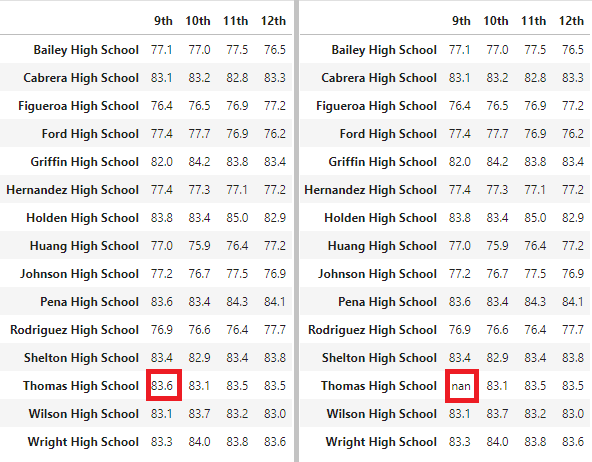 9th 10th 11th 12th
Bailey High School 77.1 77.0 77.5 76.5
Cabrera High School 83.1 83.2 82.8 83.3
Figueroa High School 76.4 76.5 76.9 77.2
Ford High School 77.4 77.7 76.9 76.2
Griffin High School 82.0 84.2 83.8 83.4
Hernandez High School 77.4 77.3 77.1 77.2
Holden High School 83.8 83.4 85.0 82.9
Huang High School 77.0 75.9 76.4 77.2
Johnson High School 77.2 76.7 77.5 76.9
Pena High School 83.6 83.4 84.3 84.1
Rodriguez High School 76.9 76.6 76.4 77.7
Shelton High School 83.4 82.9 83.4 83.8
Thomas High School 83.6 83.1 83.5 83.5
Wilson High School 83.1 83.7 83.2 83.0
Wright High School 83.3 84.0 83.8 83.6
9th 10th 11th 12th
Bailey High School 77.1 77.0 77.5 76.5
Cabrera High School 83.1 83.2 82.8 83.3
Figueroa High School 76.4 76.5 76.9 77.2
Ford High School 77.4 77.7 76.9 76.2
Griffin High School 82.0 84.2 83.8 83.4
Hernandez High School 77.4 77.3 77.1 77.2
Holden High School 83.8 83.4 85.0 82.9
Huang High School 77.0 75.9 76.4 77.2
Johnson High School 77.2 76.7 77.5 76.9
Pena High School 83.6 83.4 84.3 84.1
Rodriguez High School 76.9 76.6 76.4 77.7
Shelton High School 83.4 82.9 83.4 83.8
Thomas High School nan 83.1 83.5 83.5
Wilson High School 83.1 83.7 83.2 83.0
Wright High School 83.3 84.0 83.8 83.6